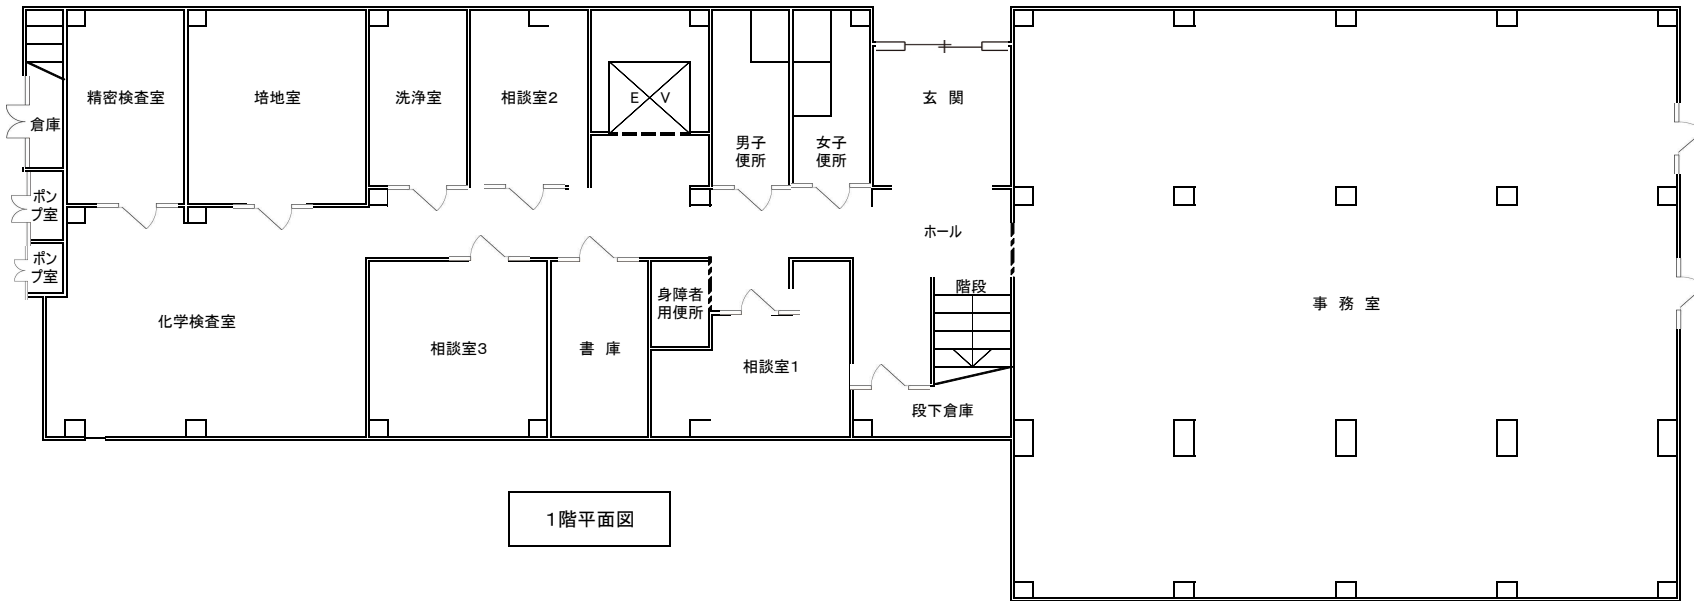 精密検査室
培地室
洗浄室
相談室2
EV
玄 関
倉庫
男子
便所
女子
便所
ポン
プ室
ポン
プ室
ホール
化学検査室
相談室3
書 庫
身障者
用便所
相談室1
階段
段下倉庫
事 務 室
1階平面図